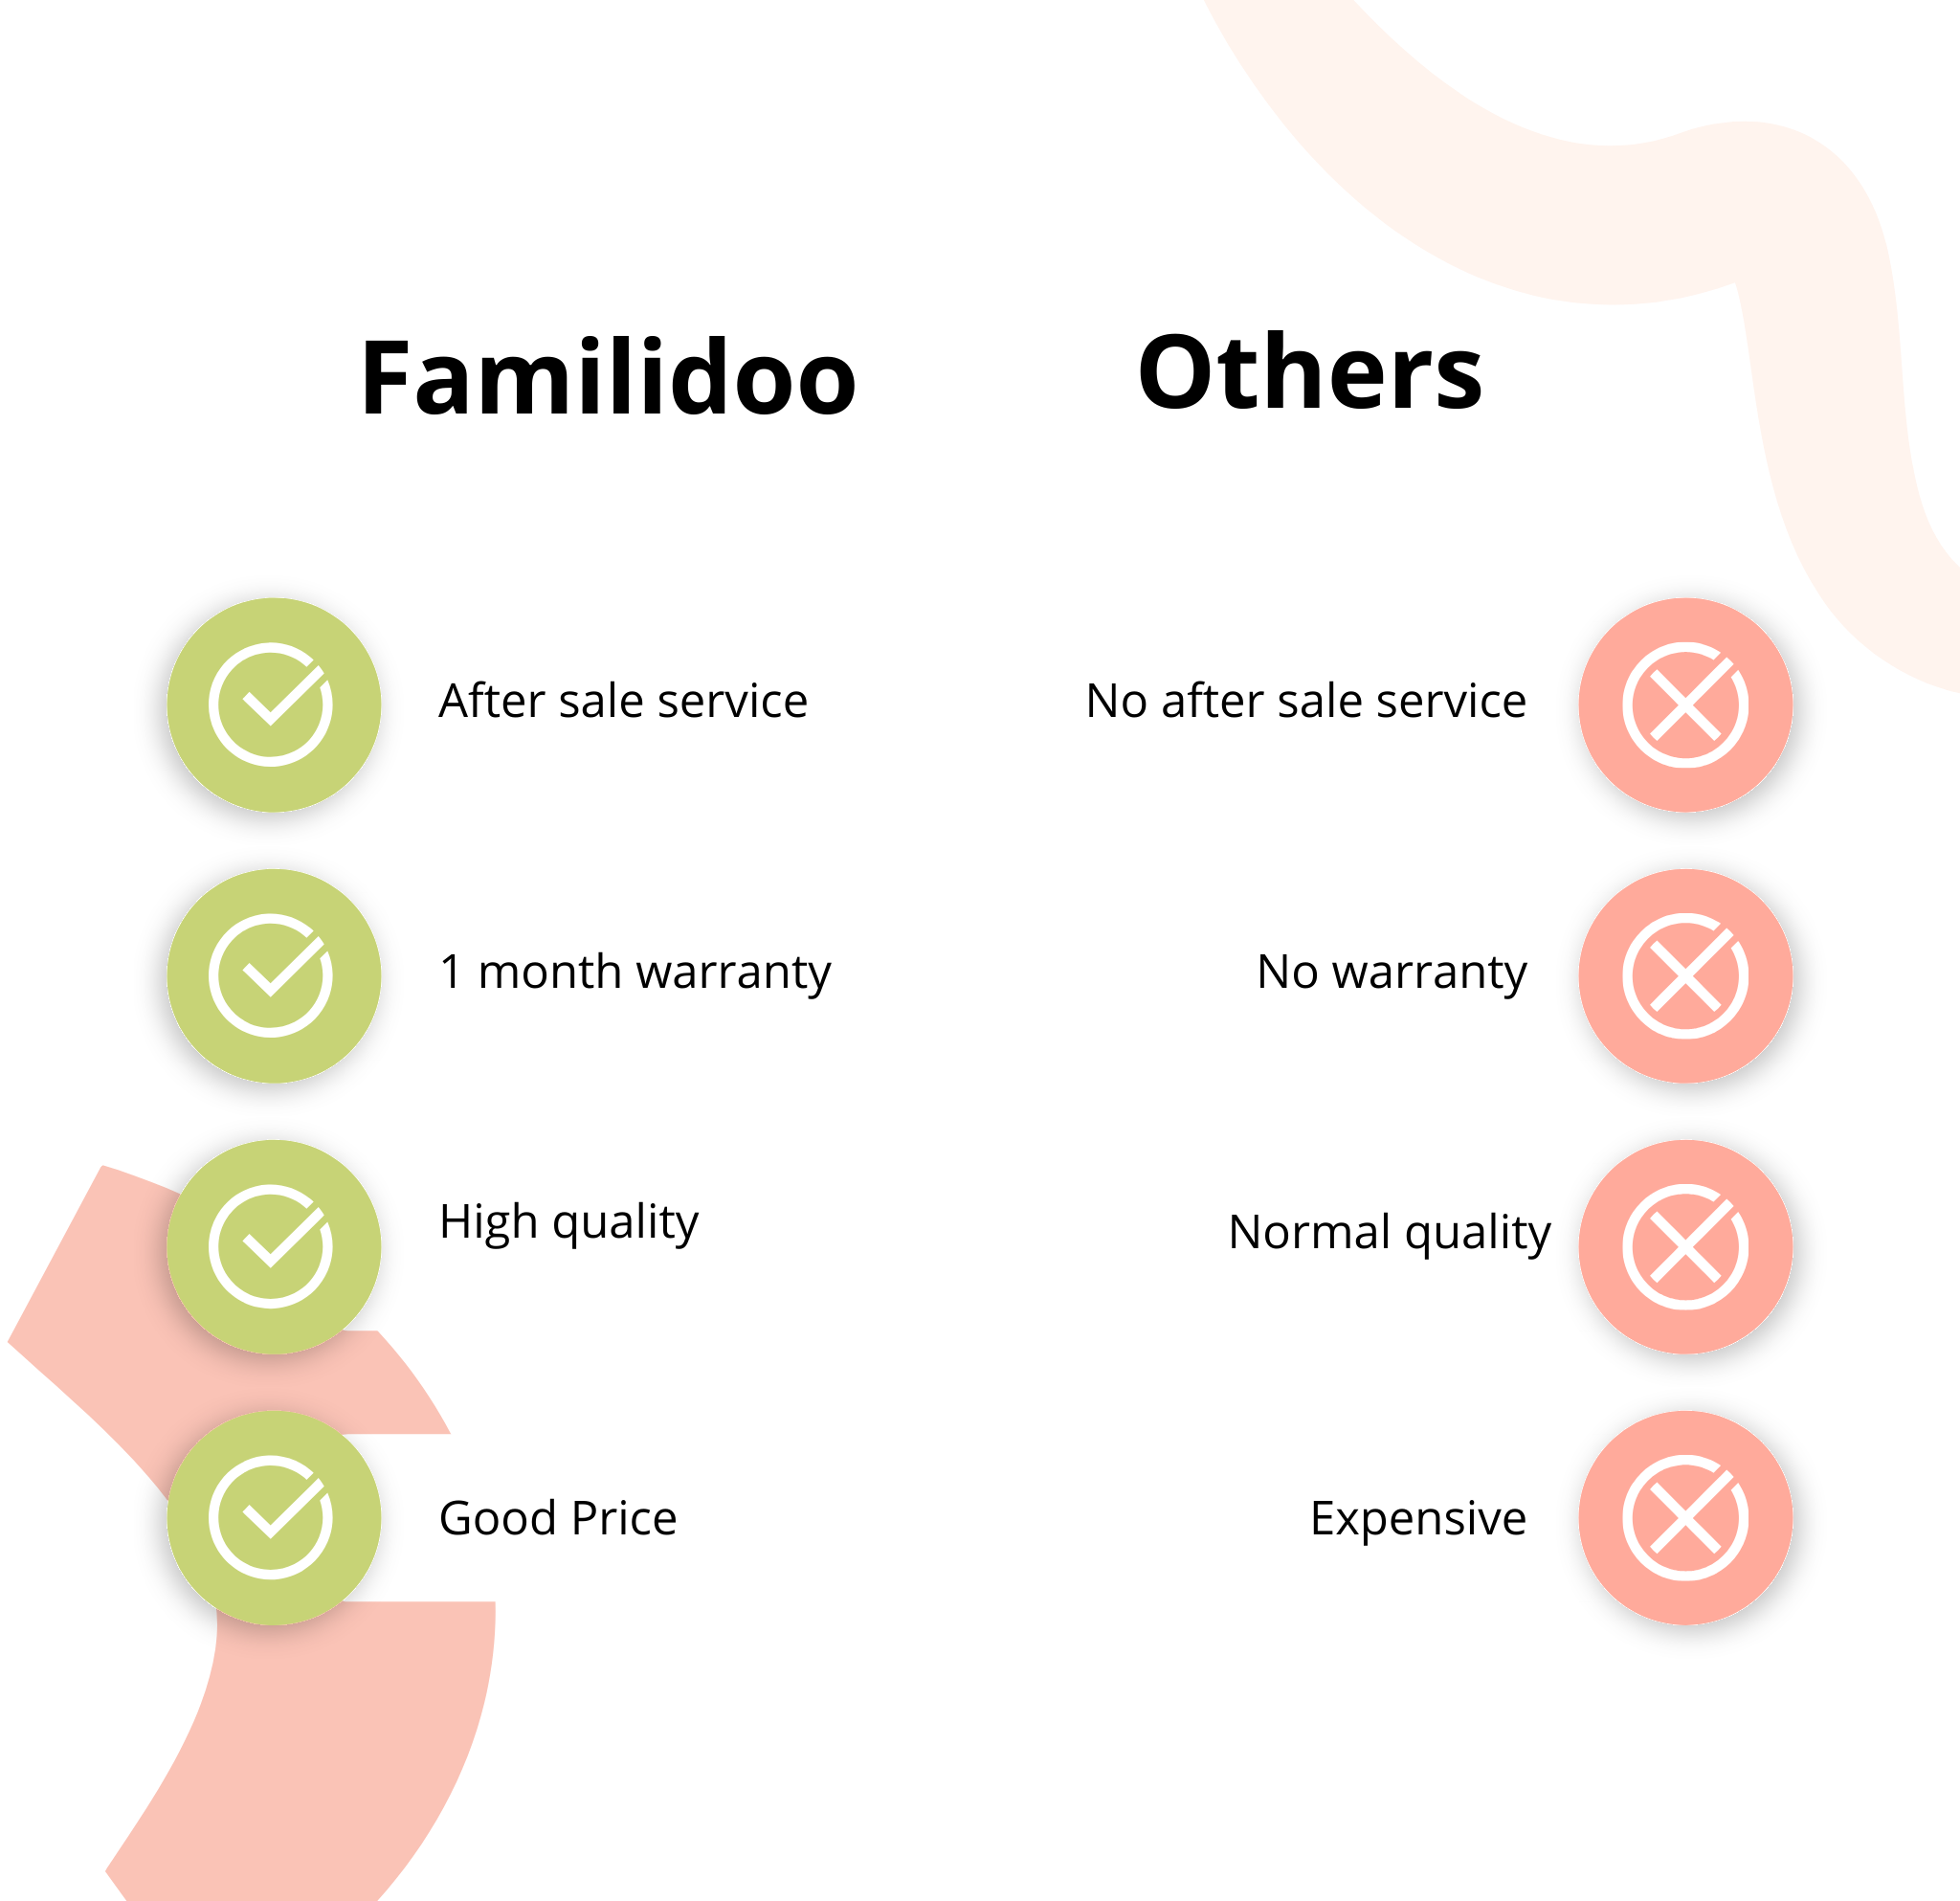 Familidoo
Others
After sale service
No after sale service
1 month warranty
No warranty
High quality
Normal quality
Good Price
Expensive